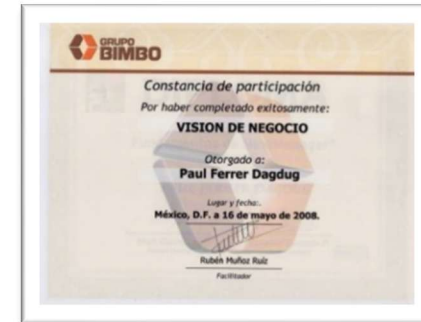 GRUPO
BIMBO
Constancia de participación
Por haber completado exitosamente:
VISION DE NEGOCIO
Otorgado a:
Paul Ferrer Dagdug
Lugar y fecha:.
México, D.F. a 16 de mayo de 2008.
Rubén Muñoz Ruiz
Facilitador